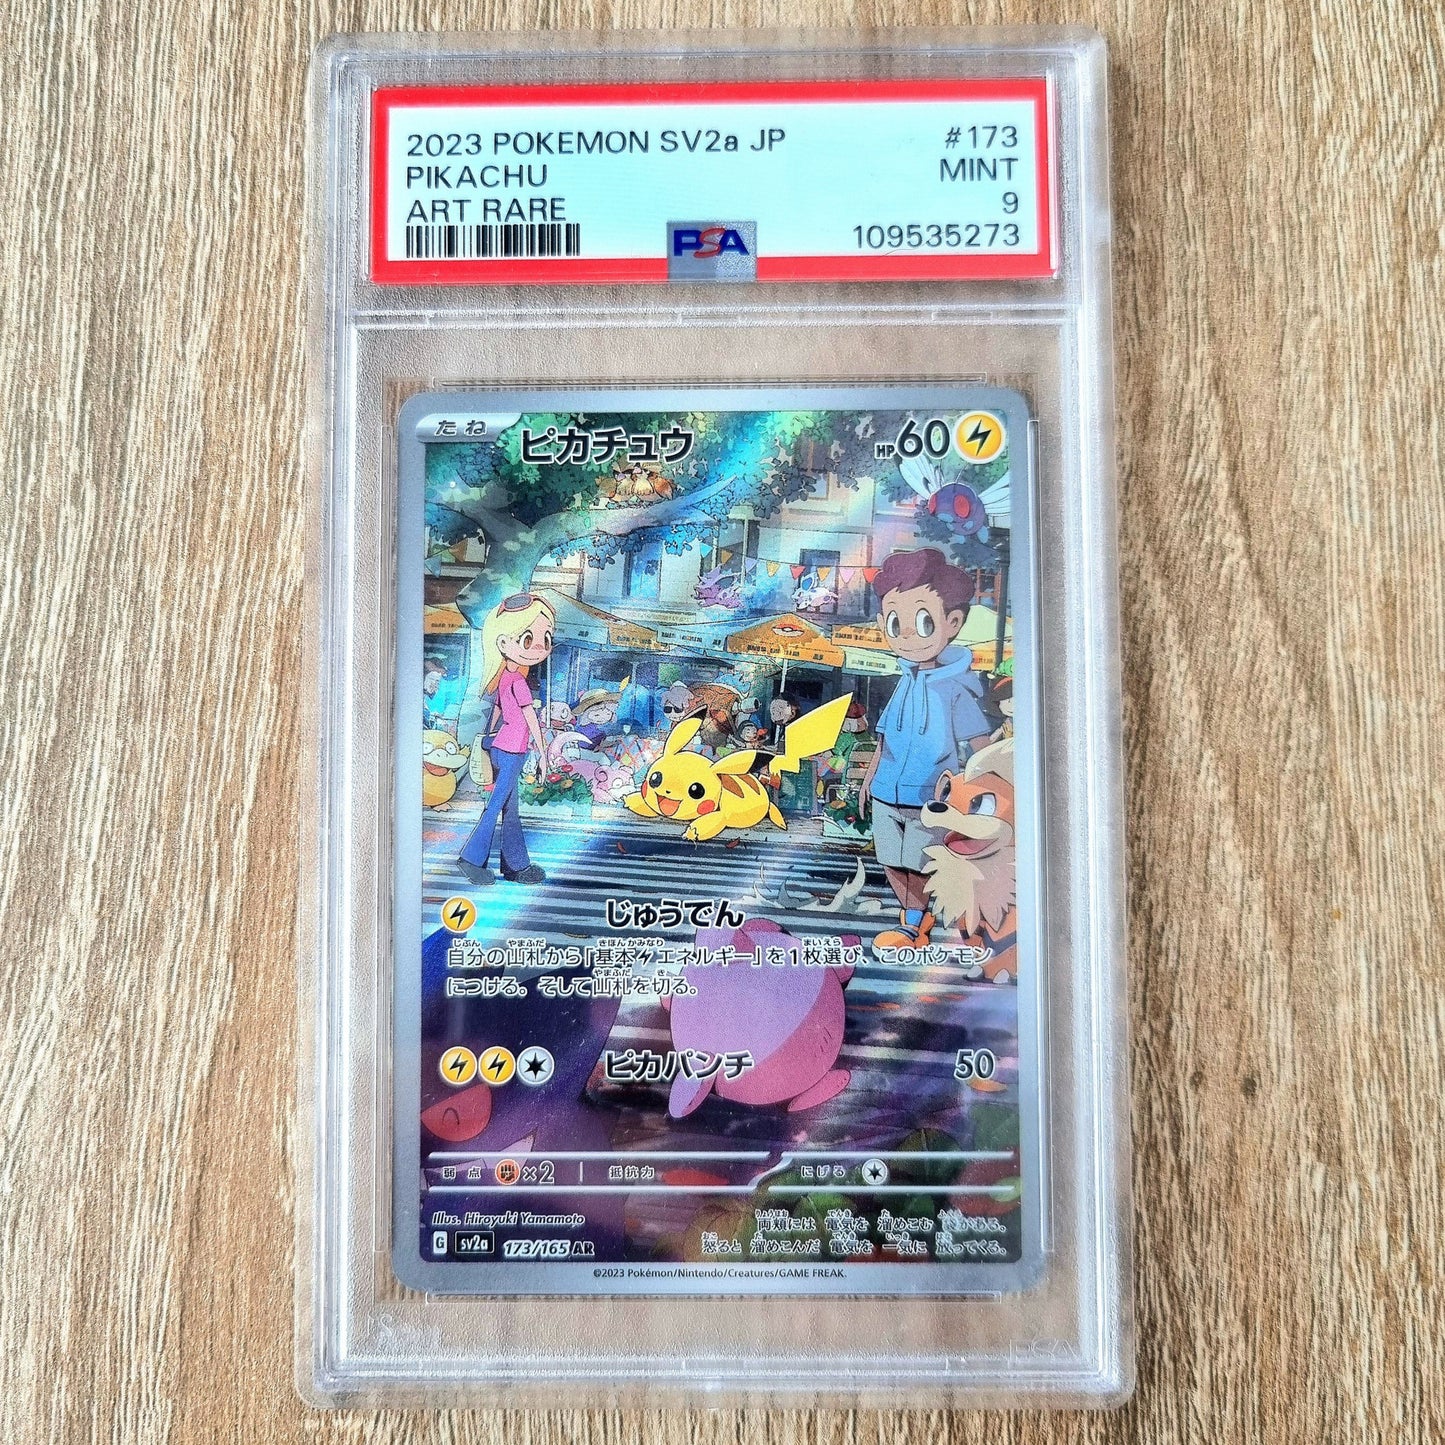 2023 POKEMON SV2a JP #173
PIKACHU MINT
ART RARE 9
PSA 109535273
たね ピカチュウ HP60
じゅうでん
自分の山札から「基本エネルギー」を1枚選び、このポケモン
につける。そして山札を切る。
ピカパンチ 50
弱点 ×2 抵抗力 にげる
Illus. Hiroyuki Yamamoto
両頬には 電気を 溜めこむ 袋がある。
G sv2a 173/165 AR
怒ると 溜めこんだ 電気を 一気に 放ってくる。
©2023 Pokémon/Nintendo/Creatures/GAME FREAK.